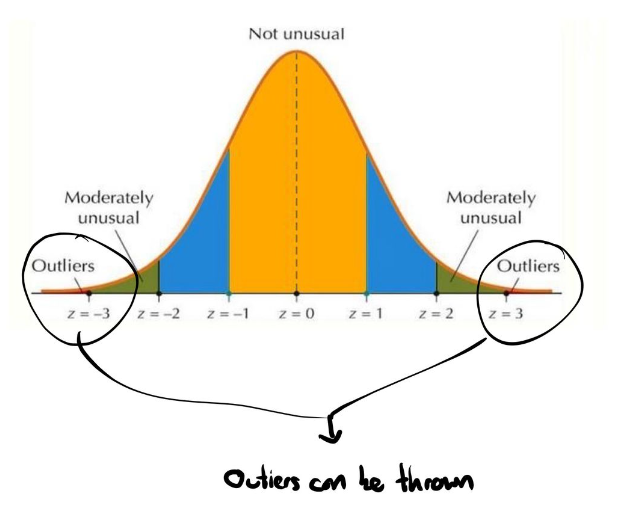 Not unusual
Moderately
unusual
Moderately
unusual
Outliers
Outliers
z = –3
z = –2
z = –1
z = 0
z = 1
z = 2
z = 3
Outiers can be thrown